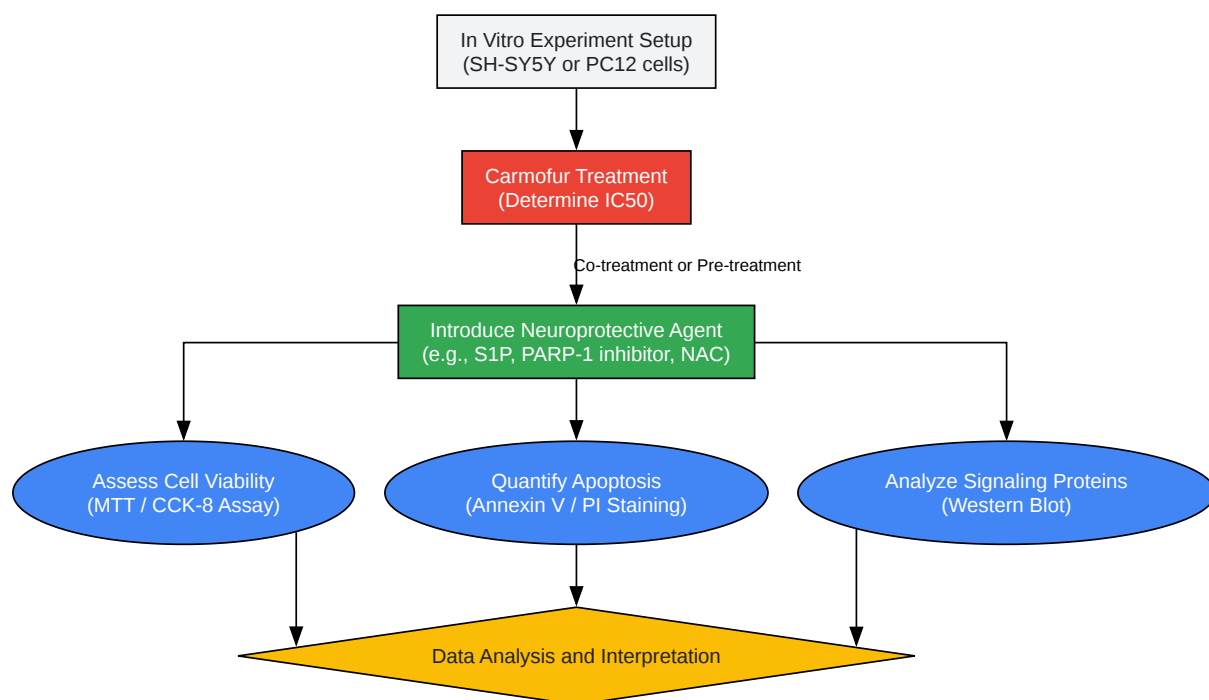 In Vitro Experiment Setup
(SH-SY5Y or PC12 cells)
Carmofur Treatment
(Determine IC50)
Co-treatment or Pre-treatment
Introduce Neuroprotective Agent
(e.g., S1P, PARP-1 inhibitor, NAC)
Assess Cell Viability
(MTT / CCK-8 Assay)
Quantify Apoptosis
(Annexin V / PI Staining)
Analyze Signaling Proteins
(Western Blot)
Data Analysis and Interpretation